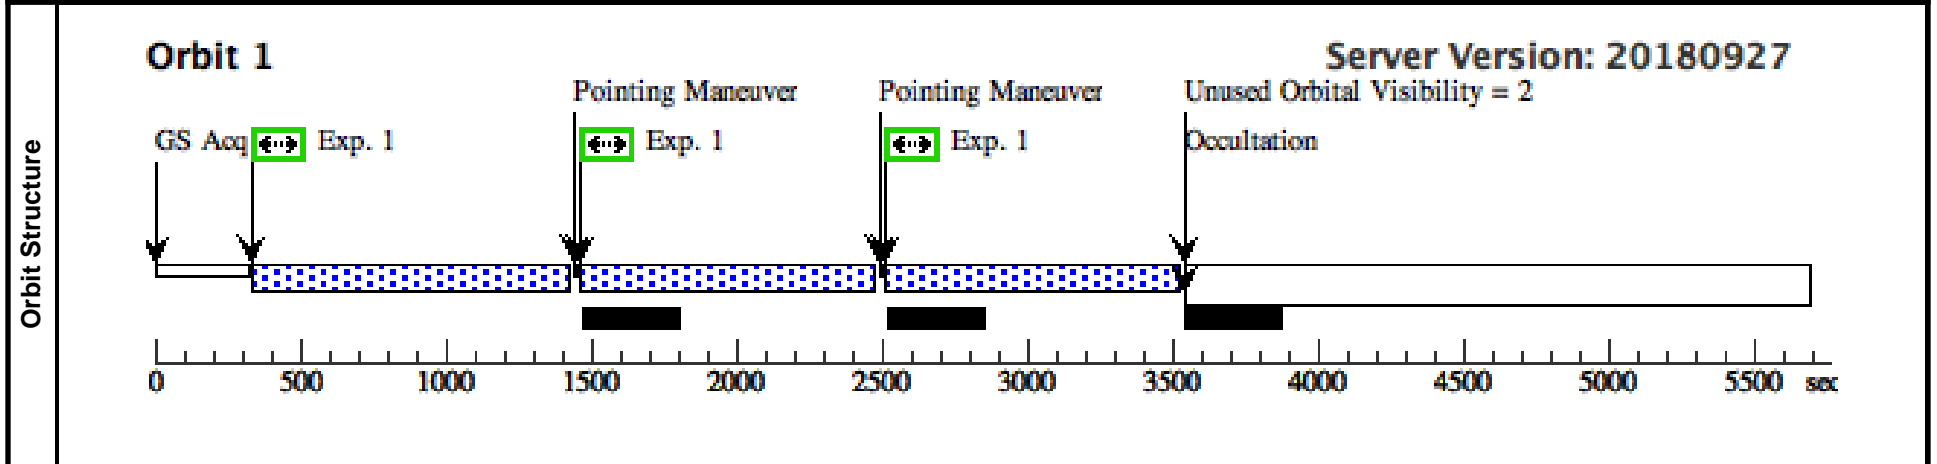 Orbit Structure
Orbit 1
Server Version: 20180927
Pointing Maneuver
Pointing Maneuver
Unused Orbital Visibility = 2
GS Acq
Exp. 1
Exp. 1
Exp. 1
Occultation
0 500 1000 1500 2000 2500 3000 3500 4000 4500 5000 5500 sec